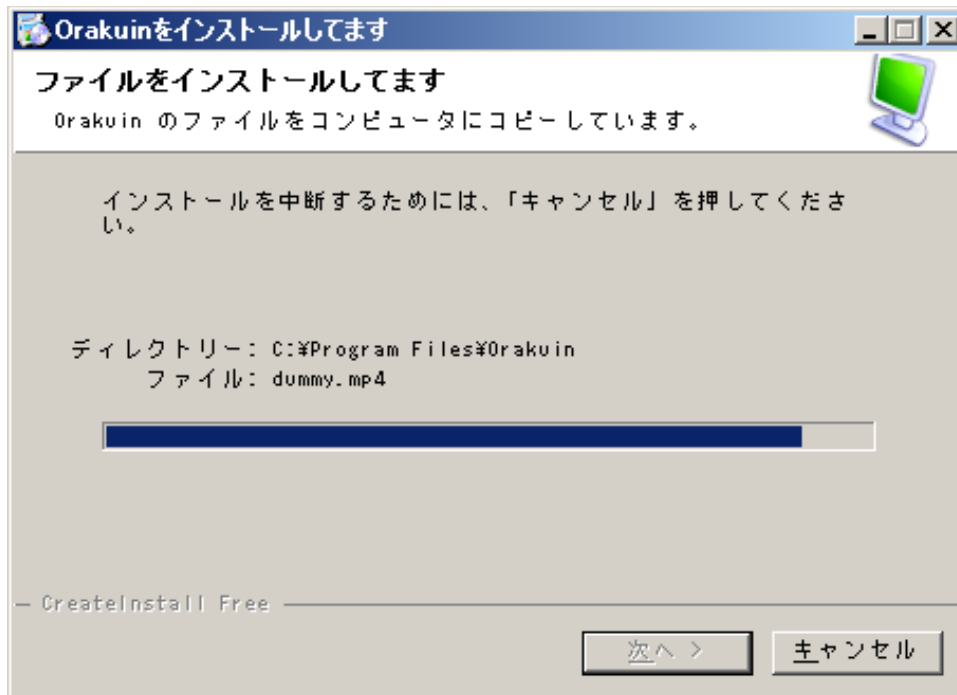 Orakuinをインストールしてます
ファイルをインストールしてます
Orakuin のファイルをコンピュータにコピーしています。
インストールを中断するためには、「キャンセル」を押してくださ
い。
ディレクトリー: C:¥Program Files¥Orakuin
ファイル: dummy.mp4
CreateInstall Free
次へ >
キャンセル